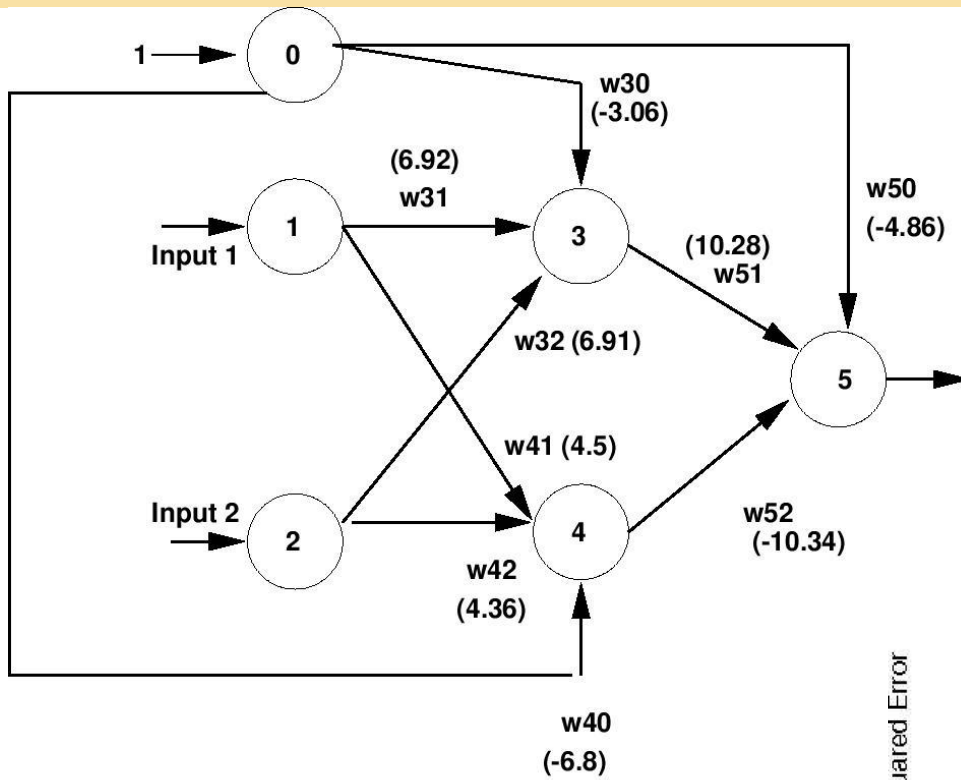 1
0
w30
(-3.06)
(6.92)
w31
w50
(-4.86)
1
3
Input 1
(10.28)
w51
w32 (6.91)
5
w41 (4.5)
Input 2
2
4
w52
(-10.34)
w42
(4.36)
w40
(-6.8)
uared Error